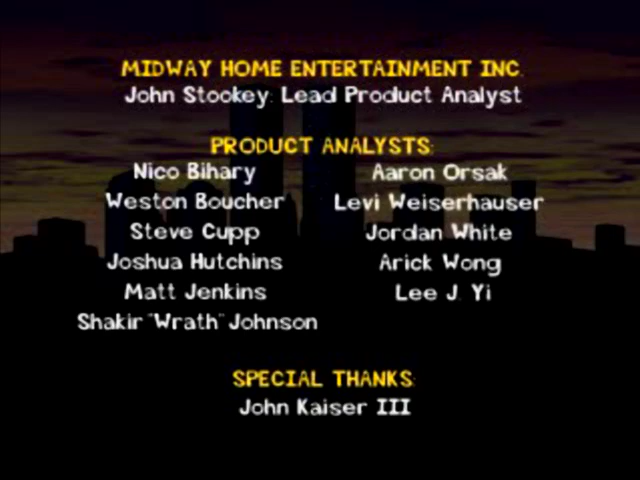 MIDWAY HOME ENTERTAINMENT INC.
John Stookey: Lead Product Analyst
PRODUCT ANALYSTS:
Nico Bihary
Aaron Orsak
Weston Boucher
Levi Weiserhauser
Steve Cupp
Jordan White
Joshua Hutchins
Arick Wong
Matt Jenkins
Lee J. Yi
Shakir "Wrath" Johnson
SPECIAL THANKS:
John Kaiser III